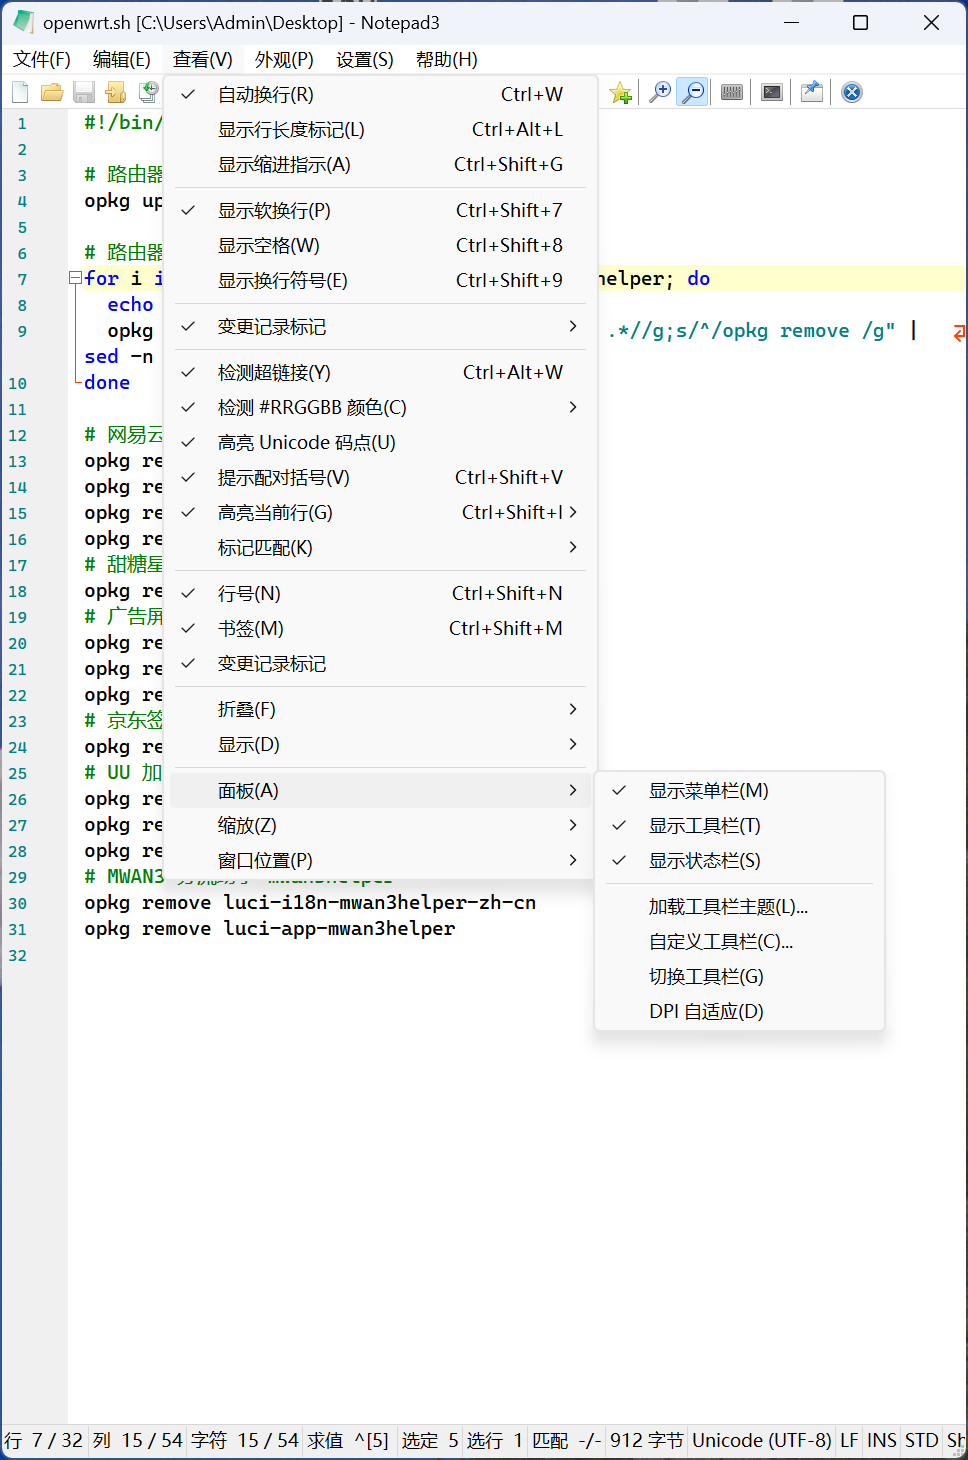 openwrt.sh [C:\Users\Admin\Desktop] - Notepad3
文件(F) 编辑(E) 查看(V) 外观(P) 设置(S) 帮助(H)
自动换行(R) Ctrl+W
显示行长度标记(L) Ctrl+Alt+L
显示缩进指示(A) Ctrl+Shift+G
显示软换行(P) Ctrl+Shift+7
显示空格(W) Ctrl+Shift+8
显示换行符号(E) Ctrl+Shift+9
变更记录标记
检测超链接(Y) Ctrl+Alt+W
检测 #RRGGBB 颜色(C)
高亮 Unicode 码点(U)
提示配对括号(V) Ctrl+Shift+V
高亮当前行(G) Ctrl+Shift+I
标记匹配(K)
行号(N) Ctrl+Shift+N
书签(M) Ctrl+Shift+M
变更记录标记
折叠(F)
显示(D)
面板(A)
缩放(Z)
窗口位置(P)
显示菜单栏(M)
显示工具栏(T)
显示状态栏(S)
加载工具栏主题(L)...
自定义工具栏(C)...
切换工具栏(G)
DPI 自适应(D)
1 #!/bin/
2
3 # 路由器
4 opkg up
5
6 # 路由器
7 for i i helper; do
8 echo
9 opkg .*//g;s/^/opkg remove /g" |
sed -n
10 done
11
12 # 网易云
13 opkg re
14 opkg re
15 opkg re
16 opkg re
17 # 甜糖星
18 opkg re
19 # 广告屏
20 opkg re
21 opkg re
22 opkg re
23 # 京东签
24 opkg re
25 # UU 加
26 opkg re
27 opkg re
28 opkg re
29 # MWAN3 mwan3helper
30 opkg remove luci-i18n-mwan3helper-zh-cn
31 opkg remove luci-app-mwan3helper
32
行 7 / 32 列 15 / 54 字符 15 / 54 求值 ^[5] 选定 5 选行 1 匹配 -/- 912 字节 Unicode (UTF-8) LF INS STD Sh